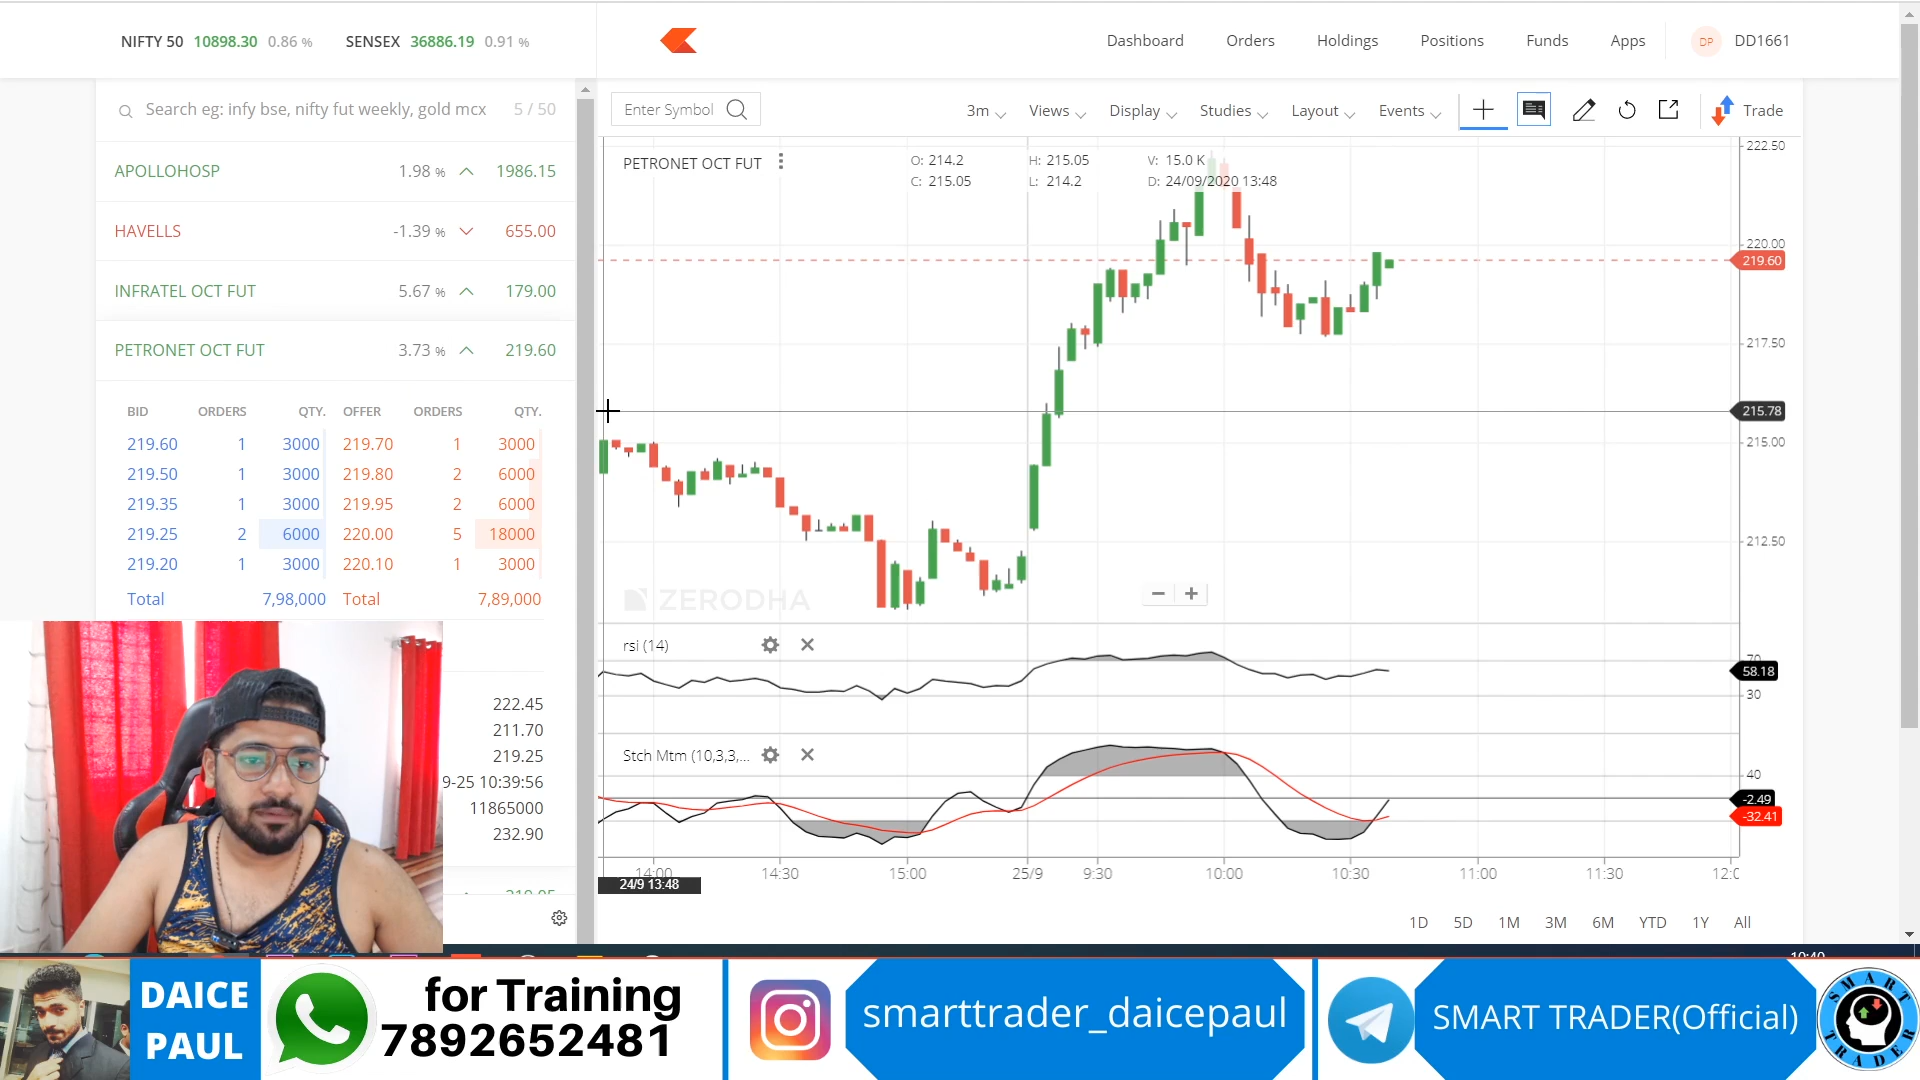 NIFTY 50 10898.30 0.86 % SENSEX 36886.19 0.91 %
Dashboard Orders Holdings Positions Funds Apps DP DD1661
Search eg: infy bse, nifty fut weekly, gold mcx 5 / 50
APOLLOHOSP 1.98 % 1986.15
HAVELLS -1.39 % 655.00
INFRATEL OCT FUT 5.67 % 179.00
PETRONET OCT FUT 3.73 % 219.60
BID ORDERS QTY. OFFER ORDERS QTY.
219.60 1 3000 219.70 1 3000
219.50 1 3000 219.80 2 6000
219.35 1 3000 219.95 2 6000
219.25 2 6000 220.00 5 18000
219.20 1 3000 220.10 1 3000
Total 7,98,000 Total 7,89,000
222.45
211.70
219.25
9-25 10:39:56
11865000
232.90
Enter Symbol 3m Views Display Studies Layout Events Trade
PETRONET OCT FUT O: 214.2 H: 215.05 V: 15.0 K
C: 215.05 L: 214.2 D: 24/09/2020 13:48
222.50
220.00
219.60
217.50
215.78
215.00
212.50
ZERODHA
rsi (14)
70
58.18
30
Stch Mtm (10,3,3,...
40
-2.49
-32.41
14:00 14:30 15:00 25/9 9:30 10:00 10:30 11:00 11:30
24/9 13:48
1D 5D 1M 3M 6M YTD 1Y All
DAICE
PAUL
for Training
7892652481
smarttrader_daicepaul
SMART TRADER(Official)
SMART
TRADER